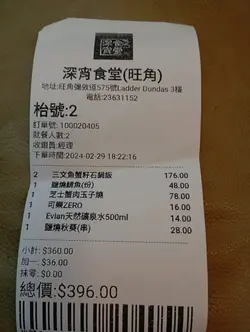 深宵食堂
深宵食堂(旺角)
地址:旺角彌敦道575號Ladder Dundas 3樓
電話:23631152
枱號:2
訂單號:100020405
就餐人數:2
收銀員:經理
下單時間:2024-02-29 18:22:16
2 三文魚蟹籽石鍋飯 176.00
1 鹽燒鯖魚(份) 48.00
1 芝士蟹肉玉子燒 78.00
1 可樂ZERO 16.00
1 Evian天然礦泉水500ml 14.00
1 鹽燒秋葵(串) 28.00
小計: $360.00
加一: $36.00
抹零: $0.00
總價:$396.00